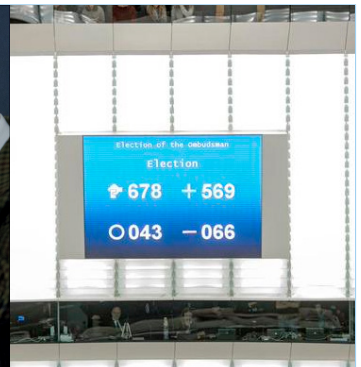 Election of the Ombudsman
Election
678 + 569
043 − 066